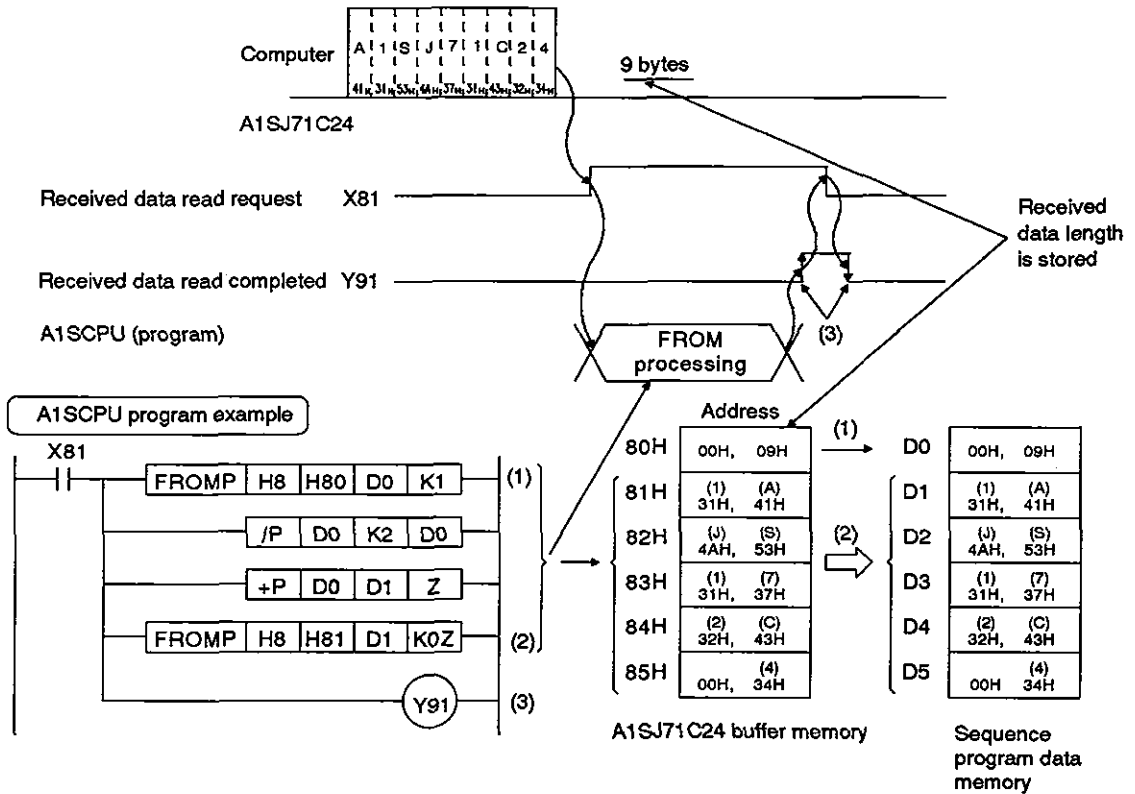 Computer
A 1 S J 7 1 C 2 4
41H 31H 53H 4AH 37H 31H 43H 32H 34H
9 bytes
A1SJ71C24
Received data read request X81
Received data length is stored
Received data read completed Y91
(3)
A1SCPU (program)
FROM processing
A1SCPU program example
X81
FROMP H8 H80 D0 K1 (1)
/P D0 K2 D0
+P D0 D1 Z
FROMP H8 H81 D1 K0Z (2)
Y91 (3)
Address
80H 00H, 09H (1) D0 00H, 09H
81H (1) 31H, (A) 41H D1 (1) 31H, (A) 41H
82H (J) 4AH, (S) 53H (2) D2 (J) 4AH, (S) 53H
83H (1) 31H, (7) 37H D3 (1) 31H, (7) 37H
84H (2) 32H, (C) 43H D4 (2) 32H, (C) 43H
85H 00H, (4) 34H D5 00H (4) 34H
A1SJ71C24 buffer memory
Sequence program data memory